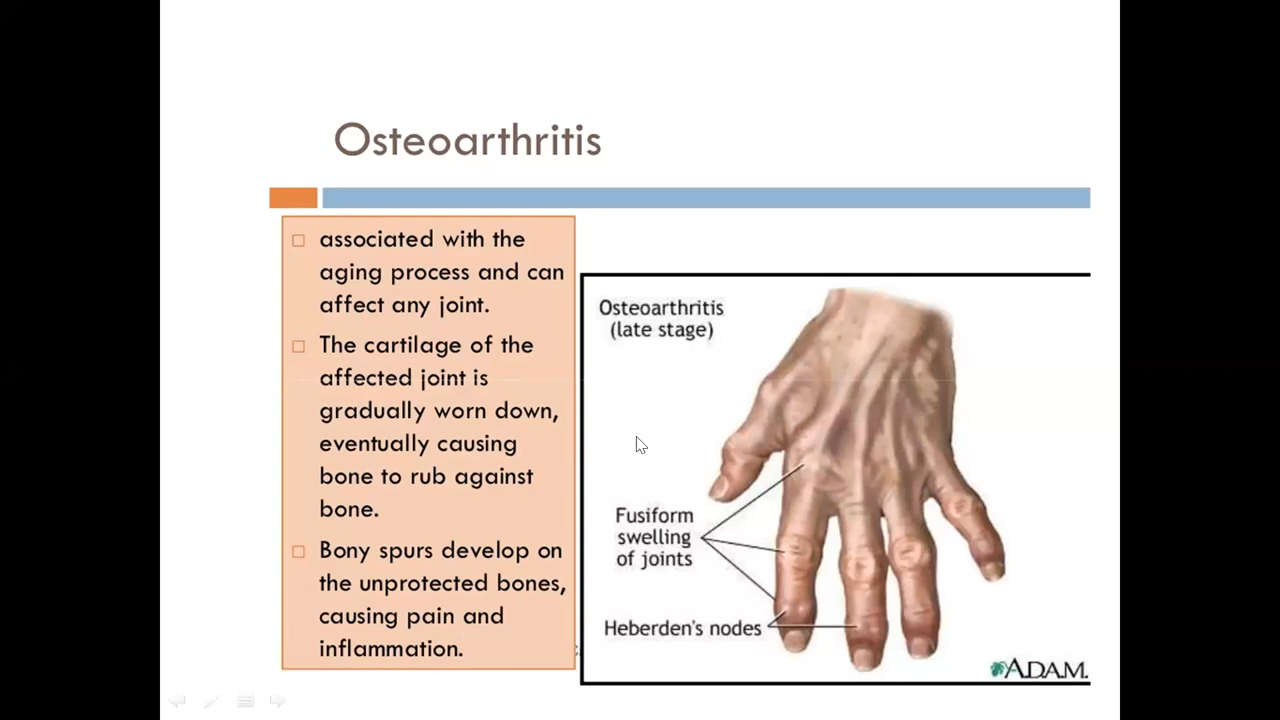 Osteoarthritis
associated with the
aging process and can
affect any joint.
The cartilage of the
affected joint is
gradually worn down,
eventually causing
bone to rub against
bone.
Bony spurs develop on
the unprotected bones,
causing pain and
inflammation.
Osteoarthritis
(late stage)
Fusiform
swelling
of joints
Heberden's nodes
ADAM.